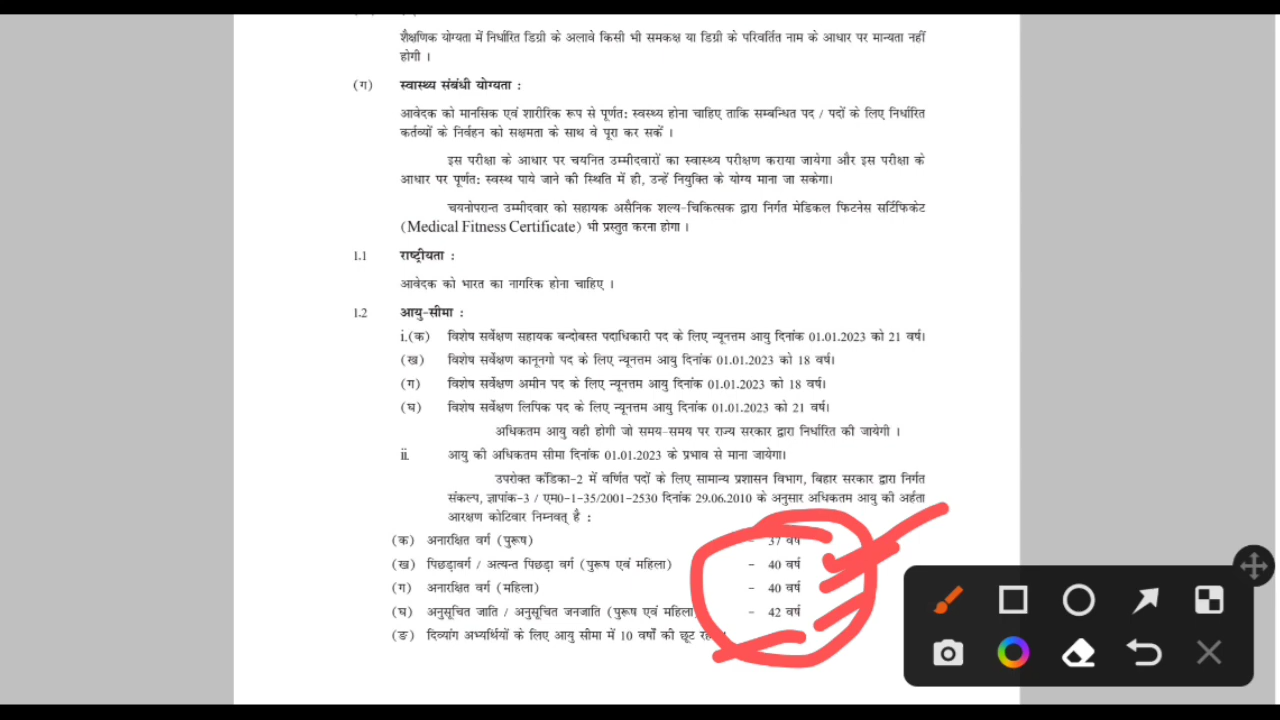 शैक्षणिक योग्यता में निर्धारित डिग्री के अलावे किसी भी समकक्ष या डिग्री के परिवर्तित नाम के आधार पर मान्यता नहीं
होगी ।
(ग) स्वास्थ्य संबंधी योग्यता :
आवेदक को मानसिक एवं शारीरिक रूप से पूर्णत: स्वस्थ्य होना चाहिए ताकि सम्बन्धित पद / पदों के लिए निर्धारित
कर्तव्यों के निर्वहन को सक्षमता के साथ वे पूरा कर सकें ।
इस परीक्षा के आधार पर चयनित उम्मीदवारों का स्वास्थ्य परीक्षण कराया जायेगा और इस परीक्षा के
आधार पर पूर्णत: स्वस्थ पाये जाने की स्थिति में ही, उन्हें नियुक्ति के योग्य माना जा सकेगा।
चयनोपरान्त उम्मीदवार को सहायक असैनिक शल्य-चिकित्सक द्वारा निर्गत मेडिकल फिटनेस सर्टिफिकेट
(Medical Fitness Certificate) भी प्रस्तुत करना होगा ।
1.1 राष्ट्रीयता :
आवेदक को भारत का नागरिक होना चाहिए ।
1.2 आयु-सीमा :
i.(क) विशेष सर्वेक्षण सहायक बन्दोबस्त पदाधिकारी पद के लिए न्यूनत्तम आयु दिनांक 01.01.2023 को 21 वर्ष।
(ख) विशेष सर्वेक्षण कानूनगो पद के लिए न्यूनत्तम आयु दिनांक 01.01.2023 को 18 वर्ष।
(ग) विशेष सर्वेक्षण अमीन पद के लिए न्यूनत्तम आयु दिनांक 01.01.2023 को 18 वर्ष।
(घ) विशेष सर्वेक्षण लिपिक पद के लिए न्यूनत्तम आयु दिनांक 01.01.2023 को 21 वर्ष।
अधिकतम आयु वही होगी जो समय-समय पर राज्य सरकार द्वारा निर्धारित की जायेगी ।
ii. आयु की अधिकतम सीमा दिनांक 01.01.2023 के प्रभाव से माना जायेगा।
उपरोक्त कंडिका-2 में वर्णित पदों के लिए सामान्य प्रशासन विभाग, बिहार सरकार द्वारा निर्गत
संकल्प, ज्ञापांक-3 / एम0-1-35/2001-2530 दिनांक 29.06.2010 के अनुसार अधिकतम आयु की अर्हता
आरक्षण कोटिवार निम्नवत् है :
(क) अनारक्षित वर्ग (पुरूष) - 37 वर्ष
(ख) पिछड़ावर्ग / अत्यन्त पिछड़ा वर्ग (पुरूष एवं महिला) - 40 वर्ष
(ग) अनारक्षित वर्ग (महिला) - 40 वर्ष
(घ) अनुसूचित जाति / अनुसूचित जनजाति (पुरूष एवं महिला) - 42 वर्ष
(ङ) दिव्यांग अभ्यर्थियों के लिए आयु सीमा में 10 वर्षों की छूट